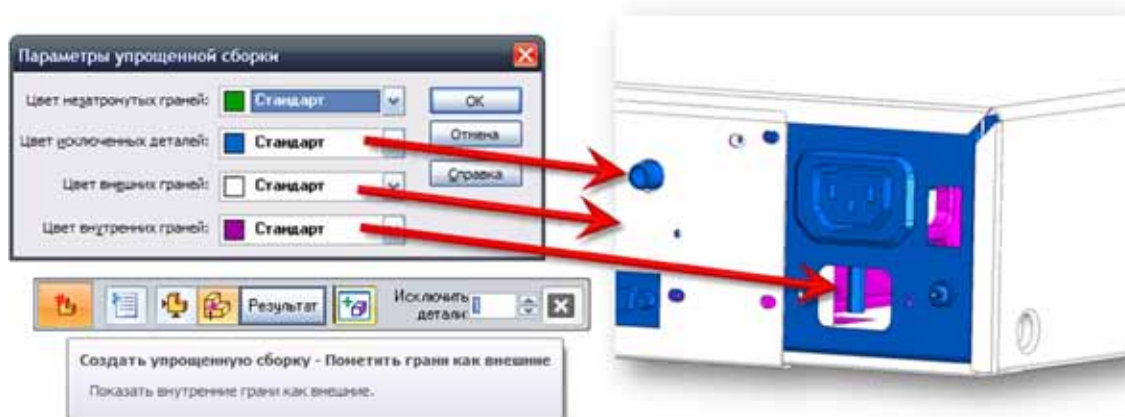 Параметры упрощенной сборки
Цвет незатронутых граней: Стандарт ОК
Цвет исключенных деталей: Стандарт Отмена
Цвет внешних граней: Стандарт Справка
Цвет внутренних граней: Стандарт
Результат Исключить
детали:
Создать упрощенную сборку - Пометить грани как внешние
Показать внутренние грани как внешние.